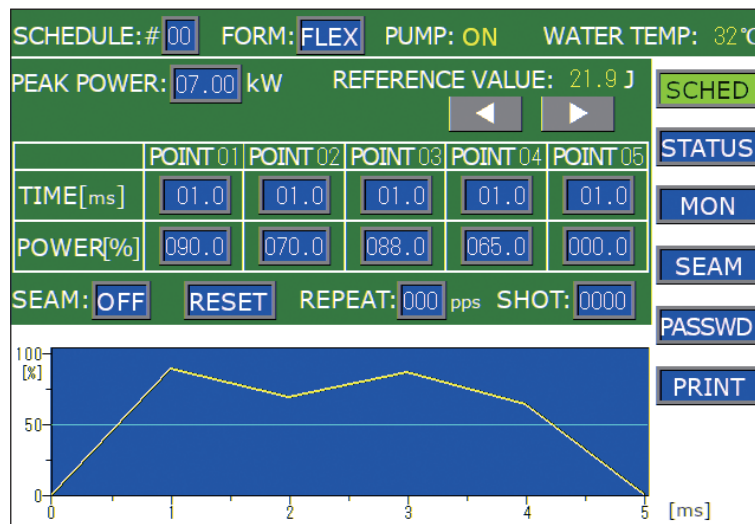 SCHEDULE:# 00 FORM: FLEX PUMP: ON WATER TEMP: 32℃
PEAK POWER: 07.00 kW REFERENCE VALUE: 21.9 J
◀ ▶
POINT 01 POINT 02 POINT 03 POINT 04 POINT 05
TIME[ms] 01.0 01.0 01.0 01.0 01.0
POWER[%] 090.0 070.0 088.0 065.0 000.0
SEAM: OFF RESET REPEAT: 000 pps SHOT: 0000
SCHED
STATUS
MON
SEAM
PASSWD
PRINT
100
[%]
50
0
0 1 2 3 4 5 [ms]